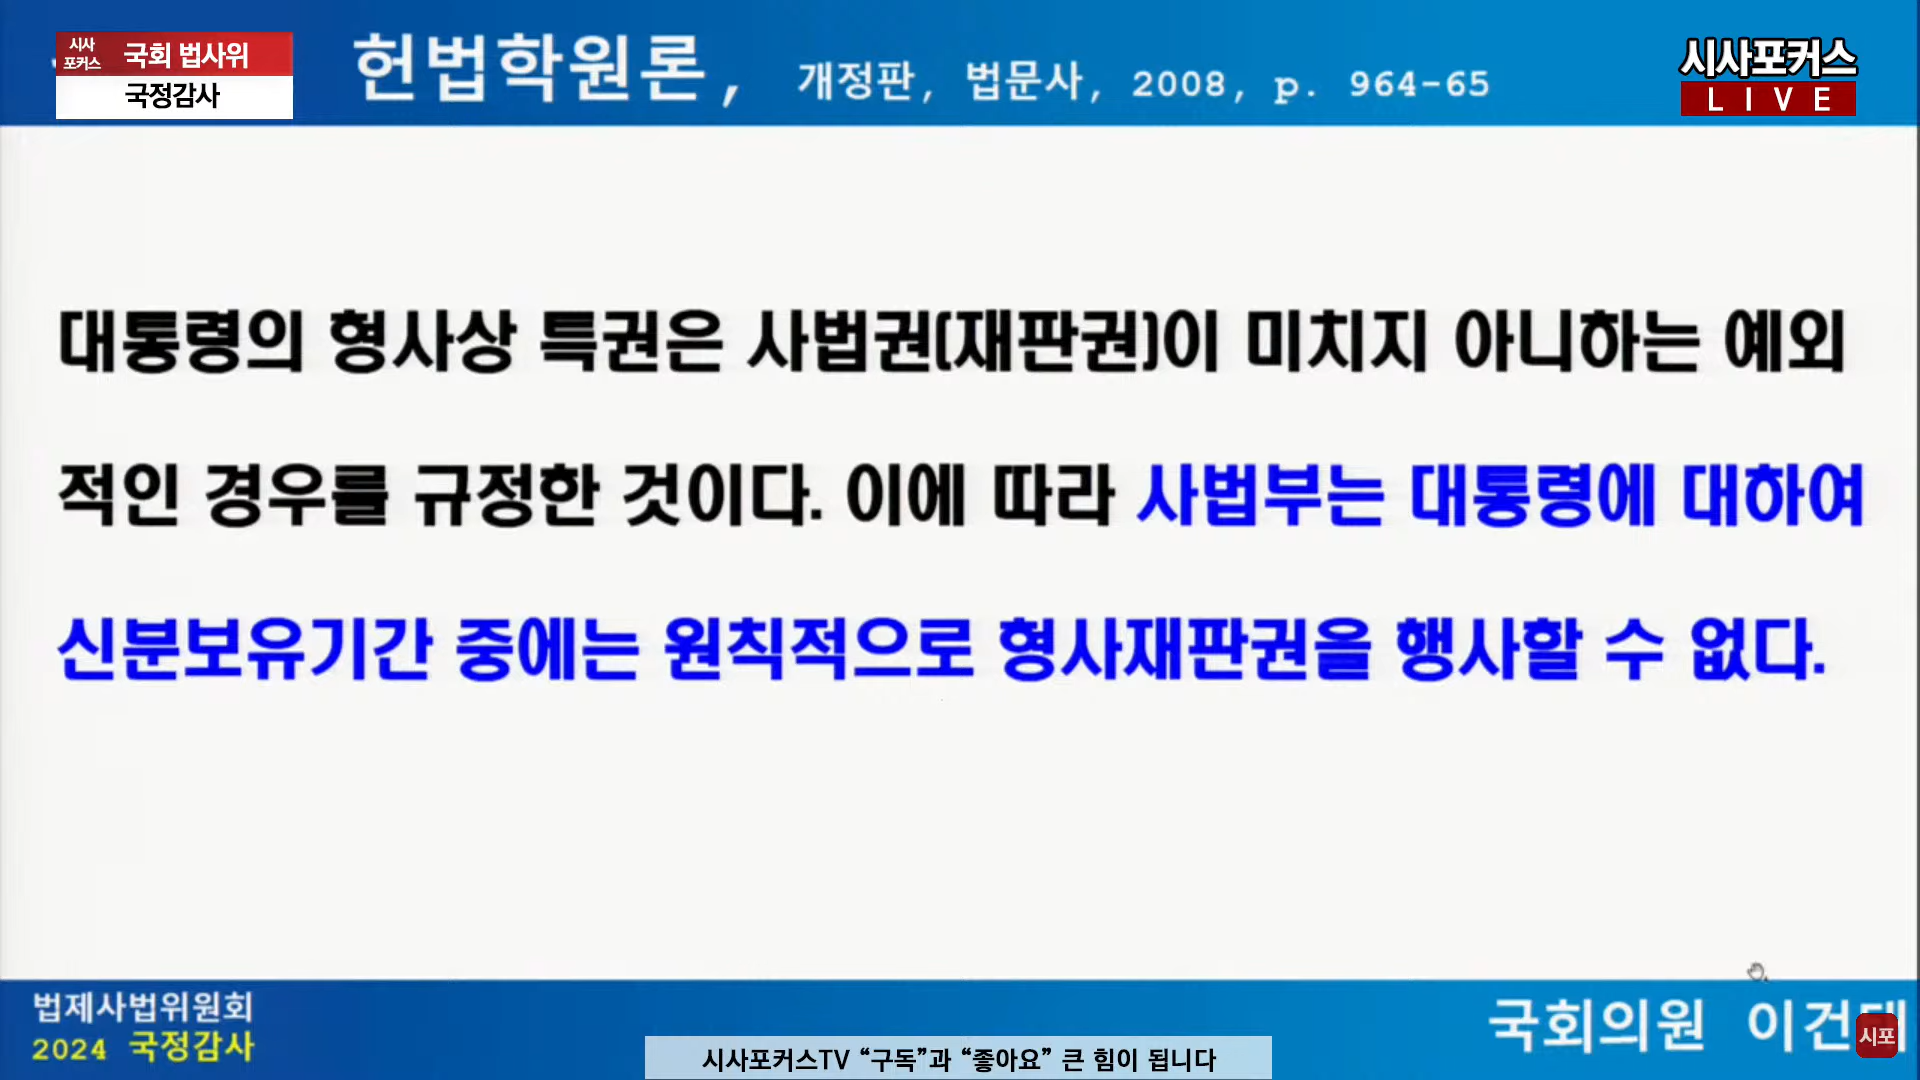 시사
포커스
국회 법사위
국정감사
헌법학원론, 개정판, 법문사, 2008, p. 964-65
시사포커스
LIVE
대통령의 형사상 특권은 사법권(재판권)이 미치지 아니하는 예외
적인 경우를 규정한 것이다. 이에 따라 사법부는 대통령에 대하여
신분보유기간 중에는 원칙적으로 형사재판권을 행사할 수 없다.
법제사법위원회
2024 국정감사
국회의원 이건
시포
시사포커스TV “구독”과 “좋아요” 큰 힘이 됩니다